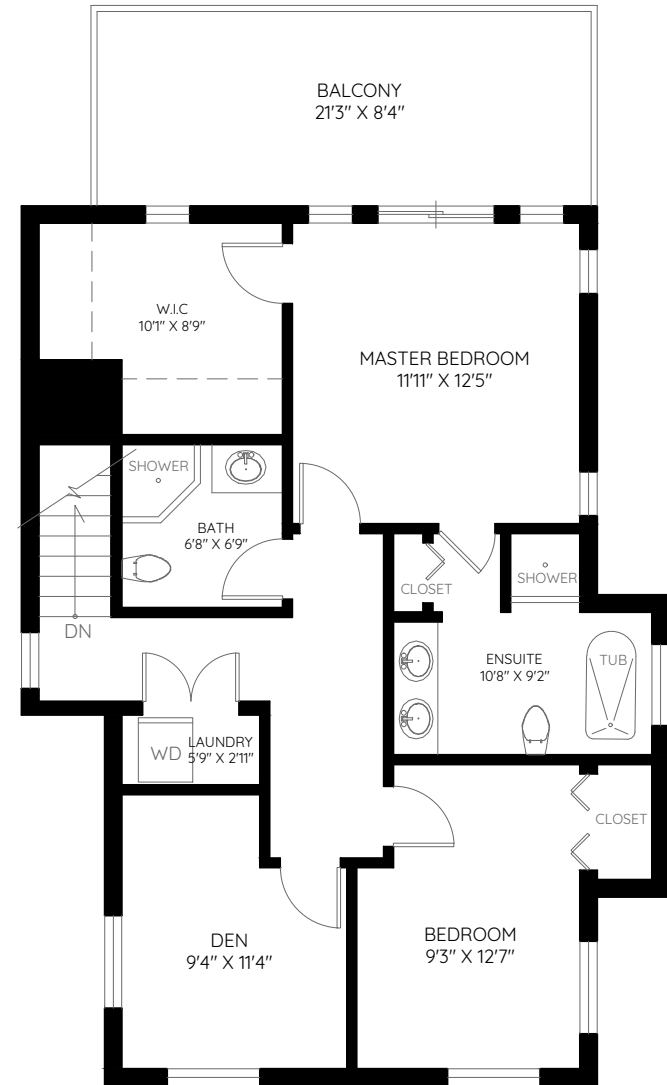 BALCONY
21'3" X 8'4"
W.I.C
10'1" X 8'9"
MASTER BEDROOM
11'11" X 12'5"
SHOWER
BATH
6'8" X 6'9"
DN
CLOSET
SHOWER
ENSUITE
10'8" X 9'2"
TUB
WD
LAUNDRY
5'9" X 2'11"
CLOSET
DEN
9'4" X 11'4"
BEDROOM
9'3" X 12'7"